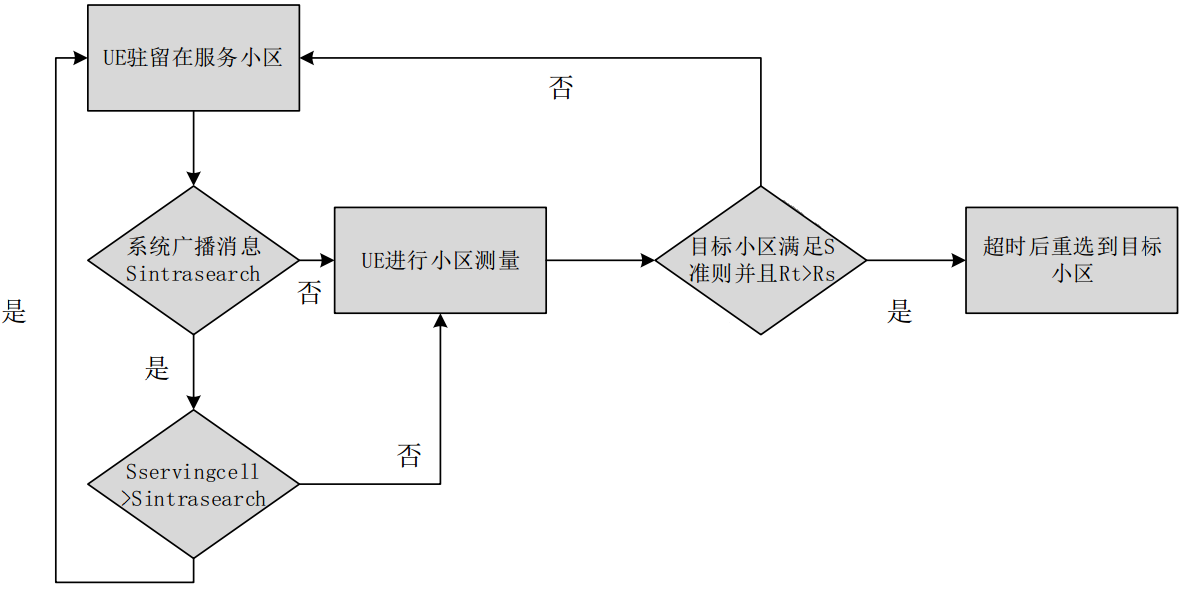 UE驻留在服务小区
否
系统广播消息
Sintrasearch
否
UE进行小区测量
目标小区满足S
准则并且Rt>Rs
是
超时后重选到目标
小区
是
是
Sservingcell
>Sintrasearch
否